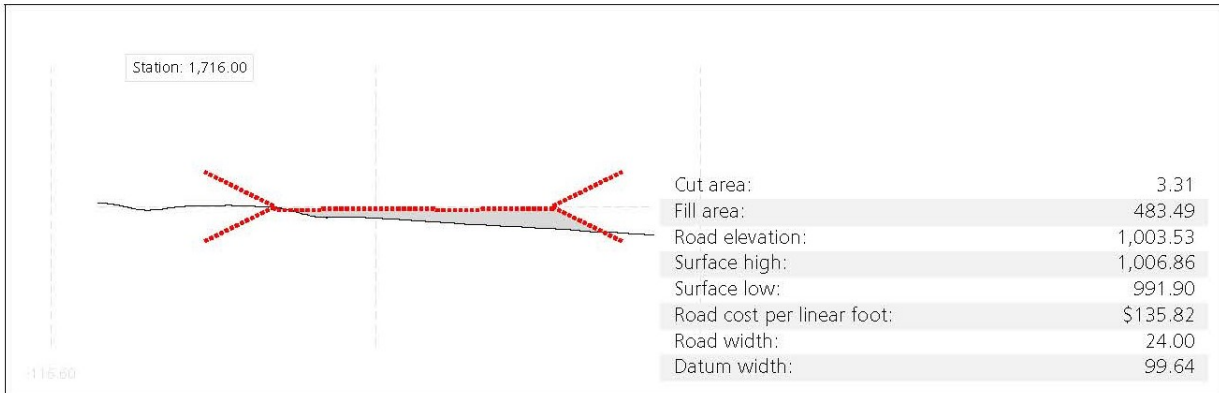 Station: 1,716.00
Cut area: 3.31
Fill area: 483.49
Road elevation: 1,003.53
Surface high: 1,006.86
Surface low: 991.90
Road cost per linear foot: $135.82
Road width: 24.00
Datum width: 99.64
-116.60